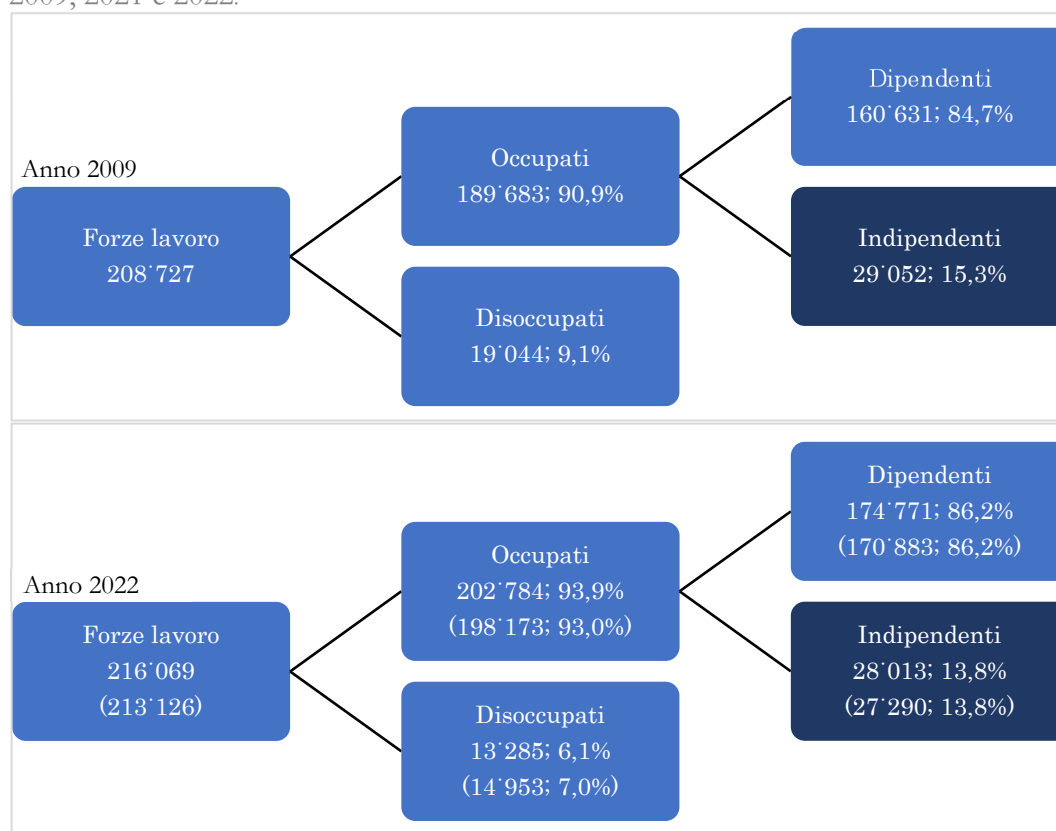 2009, 2021 e 2022.
Anno 2009
Forze lavoro
208˙727
Occupati
189˙683; 90,9%
Disoccupati
19˙044; 9,1%
Dipendenti
160˙631; 84,7%
Indipendenti
29˙052; 15,3%
Anno 2022
Forze lavoro
216˙069
(213˙126)
Occupati
202˙784; 93,9%
(198˙173; 93,0%)
Disoccupati
13˙285; 6,1%
(14˙953; 7,0%)
Dipendenti
174˙771; 86,2%
(170˙883; 86,2%)
Indipendenti
28˙013; 13,8%
(27˙290; 13,8%)